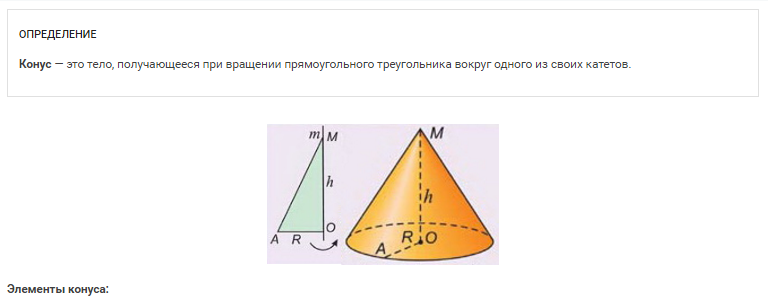 ОПРЕДЕЛЕНИЕ
Конус — это тело, получающееся при вращении прямоугольного треугольника вокруг одного из своих катетов.
m M
h
A R O
M
h
R O
A
Элементы конуса: